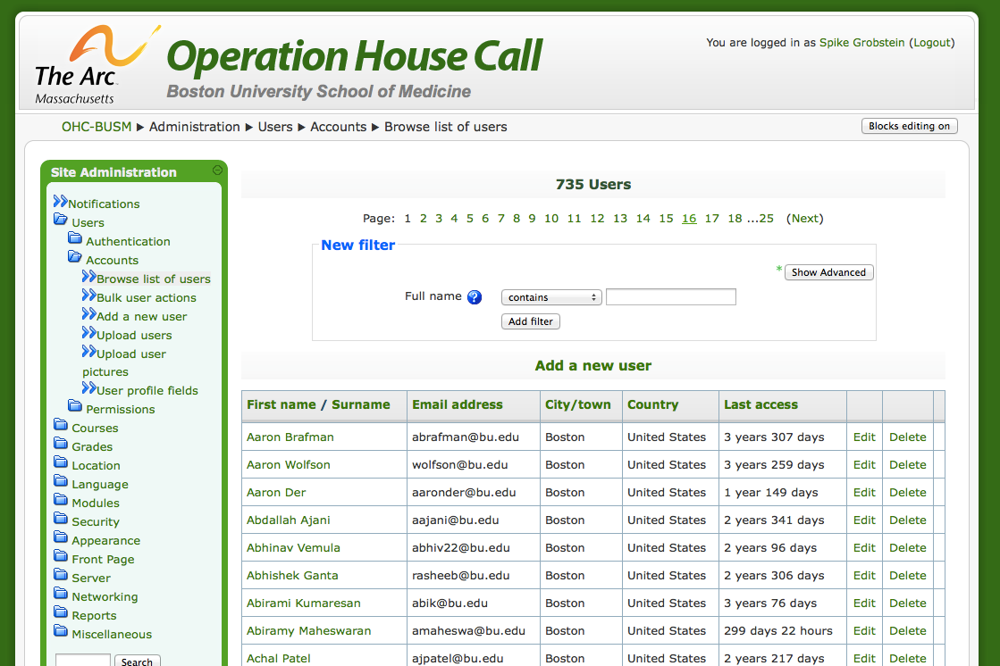 The Arc
Massachusetts
Operation House Call
Boston University School of Medicine
You are logged in as Spike Grobstein (Logout)
OHC-BUSM ► Administration ► Users ► Accounts ► Browse list of users
Blocks editing on
Site Administration
Notifications
Users
Authentication
Accounts
Browse list of users
Bulk user actions
Add a new user
Upload users
Upload user
pictures
User profile fields
Permissions
Courses
Grades
Location
Language
Modules
Security
Appearance
Front Page
Server
Networking
Reports
Miscellaneous
Search
735 Users
Page: 1 2 3 4 5 6 7 8 9 10 11 12 13 14 15 16 17 18 ...25 (Next)
New filter
* Show Advanced
Full name ? contains
Add filter
Add a new user
First name / Surname Email address City/town Country Last access
Aaron Brafman abrafman@bu.edu Boston United States 3 years 307 days Edit Delete
Aaron Wolfson wolfson@bu.edu Boston United States 3 years 259 days Edit Delete
Aaron Der aaronder@bu.edu Boston United States 1 year 149 days Edit Delete
Abdallah Ajani aajani@bu.edu Boston United States 2 years 341 days Edit Delete
Abhinav Vemula abhiv22@bu.edu Boston United States 2 years 96 days Edit Delete
Abhishek Ganta rasheeb@bu.edu Boston United States 2 years 306 days Edit Delete
Abirami Kumaresan abik@bu.edu Boston United States 3 years 76 days Edit Delete
Abiramy Maheswaran amaheswa@bu.edu Boston United States 299 days 22 hours Edit Delete
Achal Patel ajpatel@bu.edu Boston United States 2 years 217 days Edit Delete